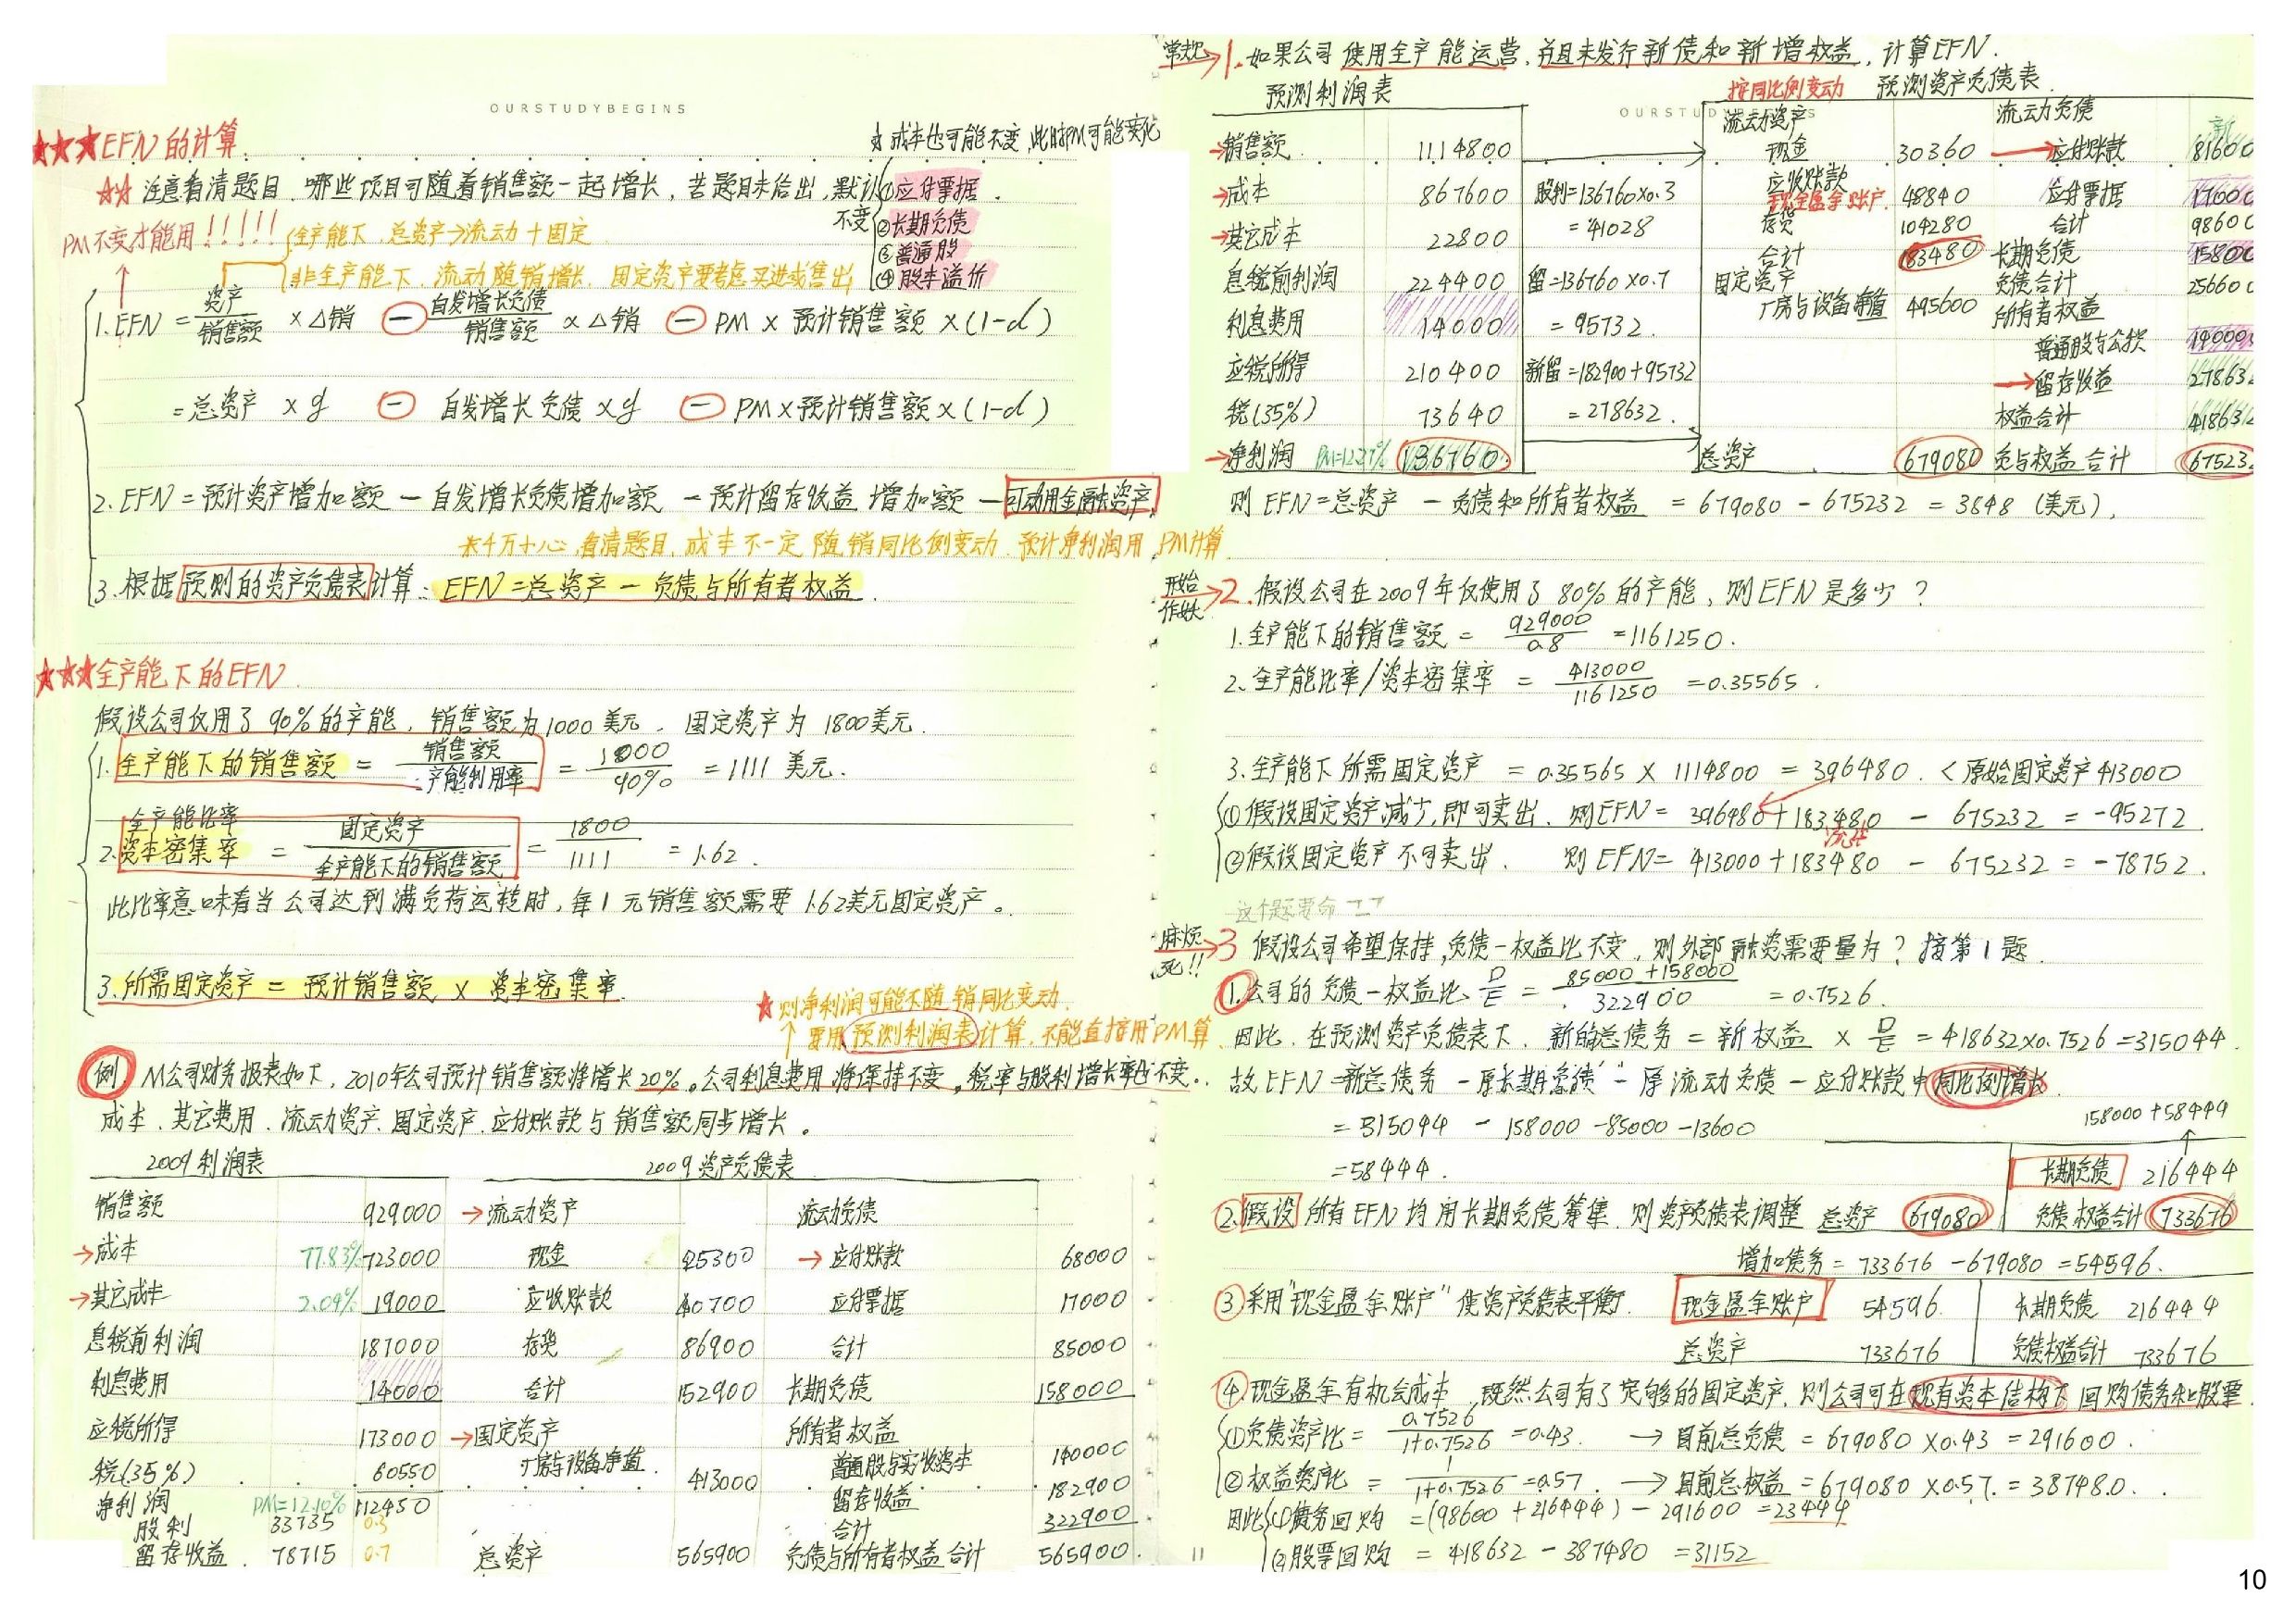 OURSTUDYBEGINS
★★★EFN的计算.
☆成本也可能不变,此时PM可能变化
☆☆ 注意看清题目,哪些项目可随着销售额一起增长,若题目未给出,默认不变
①应付票据.
②长期负债
③普通股
④股本溢价
PM不变才能用!!!!!
全产能下,总资产→流动+固定
非全产能下,流动随销增长,固定资产要考虑买进或售出
1.EFN = 资产/销售额 ×△销 ⊖ 自发增长负债/销售额 ×△销 ⊖ PM×预计销售额×(1-d)
=总资产 ×g ⊖ 自发增长负债×g ⊖ PM×预计销售额×(1-d)
2.EFN=预计资产增加额 - 自发增长负债增加额 - 预计留存收益增加额 - 可动用金融资产
*千万小心,看清题目,成本不一定随销同比例变动,预计净利润用PM计算
3.根据预测的资产负债表计算: EFN=总资产-负债与所有者权益.
★★★全产能下的EFN.
假设公司仅用了90%的产能,销售额为1000美元,固定资产为1800美元.
1.全产能下的销售额 = 销售额/产能利用率 = 1000/90% = 1111 美元.
2.全产能比率 资本密集率 = 固定资产/全产能下的销售额 = 1800/1111 = 1.62.
此比率意味着当公司达到满负荷运转时,每1元销售额需要1.62美元固定资产。
3.所需固定资产 = 预计销售额 × 资本密集率.
★则净利润可能不随销同比变动.
↑要用预测利润表计算,不能直接用PM算
例) M公司财务报表如下,2010年公司预计销售额将增长20%。公司利息费用将保持不变,税率与股利增长率也不变.
成本、其它费用、流动资产、固定资产、应付账款与销售额同步增长。
2009利润表 2009资产负债表
销售额 929000 →流动资产 流动负债
→成本 77.83% 723000 现金 25300 →应付账款 68000
→其它成本 2.04% 19000 应收账款 40700 应付票据 17000
息税前利润 187000 存货 86900 合计 85000
利息费用 14000 合计 152900 长期负债 158000
应税所得 173000 →固定资产 所有者权益
税(35%) 60550 厂房与设备净值 413000 普通股与实收资本 140000
净利润 PM=12.10% 112450 留存收益 182900
股利 33735 0.3 合计 322900
留存收益 78715 0.7 总资产 565900 负债与所有者权益合计 565900
常规→1.如果公司使用全产能运营,并且未发行新债和新增权益,计算EFN.
预测利润表 按同比例变动 预测资产负债表
OURSTUD S
流动资产 流动负债 新
→销售额 1114800 现金 30360 →应付账款 81600
→成本 867600 股利=136760×0.3 应收账款 48840 应付票据 17000
现金盈余账户
→其它成本 22800 =41028 存货 104280 合计 98600
合计 183480 长期负债 15800
息税前利润 224400 留=136760×0.7 固定资产 负债合计 25660
利息费用 14000 =95732. 厂房与设备净值 495600 所有者权益
普通股与公积 14000
应税所得 210400 新留=182900+95732 →留存收益 27863
税(35%) 73640 =278632. 权益合计 41863
→净利润 PM=12.27% 136760 总资产 679080 负与权益合计 67523
则EFN=总资产 - 负债和所有者权益 = 679080-675232 = 3848 (美元),
开始作妖→2.假设公司在2009年仅使用了80%的产能,则EFN是多少?
1.全产能下的销售额 = 929000/0.8 =1161250.
2.全产能比率/资本密集率 = 413000/1161250 =0.35565.
3.全产能下所需固定资产 =0.35565×1114800=396480.<原始固定资产413000
①假设固定资产减少,即可卖出,则EFN=396480+183480 - 675232=-95272
流动
②假设固定资产不可卖出. 则EFN=413000+183480 - 675232=-78752.
这个题要命TT
麻烦死!!→3 假设公司希望保持负债-权益比不变,则外部融资需要量为?接第1题.
①公司的负债-权益比 D/E = 85000+158000/322900 =0.7526.
因此,在预测资产负债表下,新的总债务=新权益 × D/E = 418632×0.7526=315044.
故EFN=新总债务-原长期负债-原流动负债-应付账款中同比例增长.
=315044 - 158000-85000-13600
158000+58444
=58444.
长期负债 216444
②假设所有EFN均用长期负债筹集,则资产负债表调整 总资产 679080 负债权益合计 733676
增加债务=733676-679080=54596.
③采用“现金盈余账户”使资产负债表平衡. 现金盈余账户 54596 长期负债 216444
总资产 733676 负债权益合计 733676
④现金盈余有机会成本,既然公司有了足够的固定资产,则公司可在现有资本结构下回购债务和股票.
①负债资产比= 0.7526/1+0.7526 =0.43. →目前总负债=679080×0.43=291600.
②权益资产比= 1/1+0.7526 =0.57. →目前总权益=679080×0.57.=387480.
因此①债务回购=(98600+216444)-291600=23444
②股票回购 = 418632-387480=31152
11
10